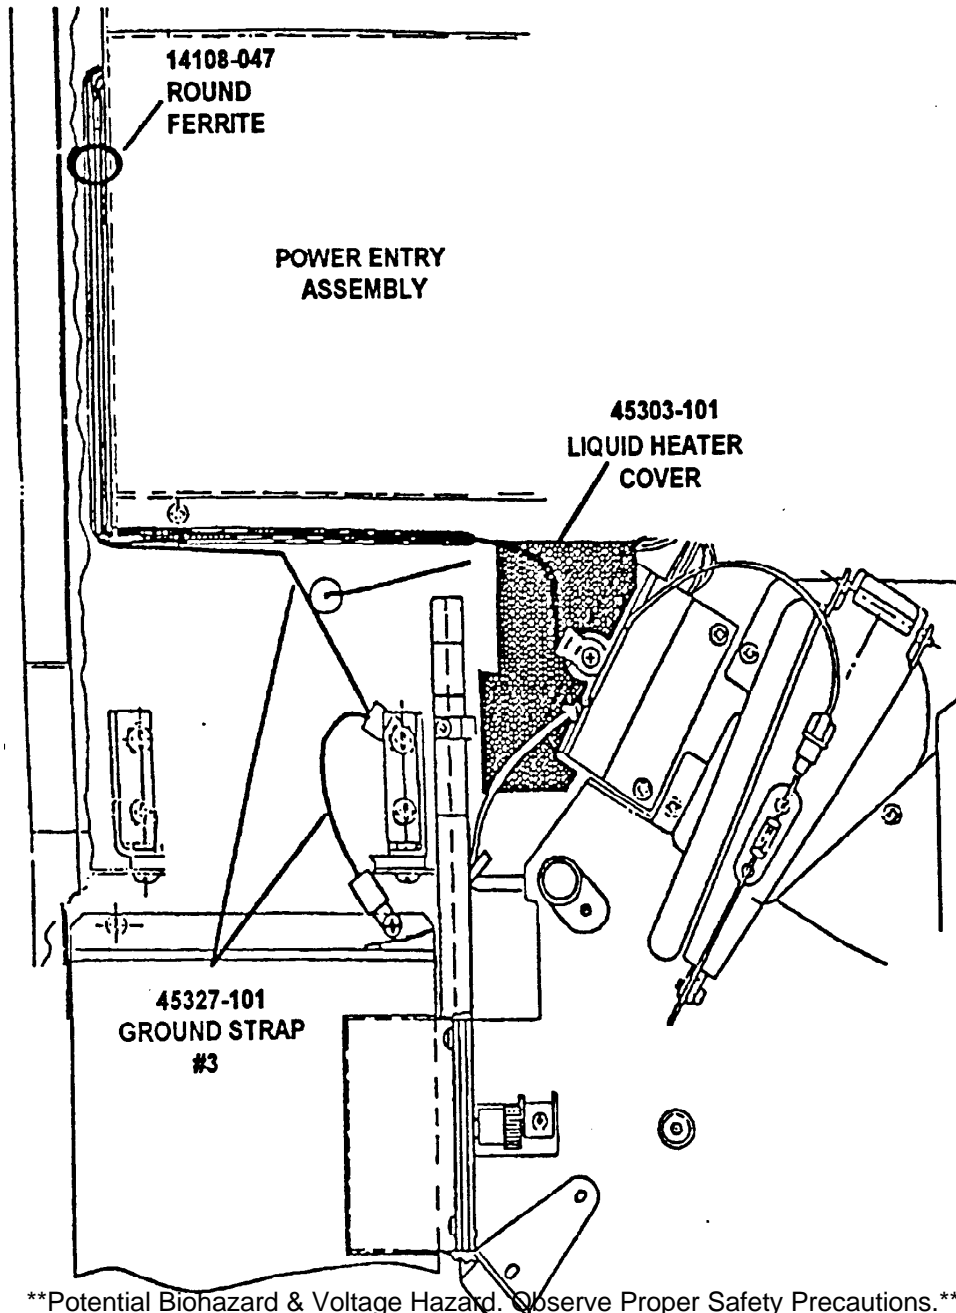 14108-047
ROUND
FERRITE
POWER ENTRY
ASSEMBLY
45303-101
LIQUID HEATER
COVER
45327-101
GROUND STRAP
#3
**Potential Biohazard & Voltage Hazard. Observe Proper Safety Precautions.**